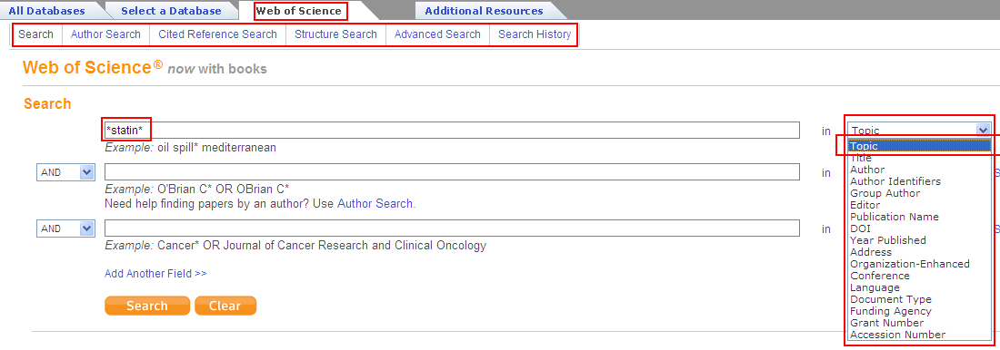 All Databases Select a Database Web of Science Additional Resources
Search Author Search Cited Reference Search Structure Search Advanced Search Search History
Web of Science® now with books
Search
*statin* in Topic
Example: oil spill* mediterranean
AND in S
Example: O'Brian C* OR OBrian C*
Need help finding papers by an author? Use Author Search.
AND in S
Example: Cancer* OR Journal of Cancer Research and Clinical Oncology
Add Another Field >>
Search Clear
Topic
Title
Author
Author Identifiers
Group Author
Editor
Publication Name
DOI
Year Published
Address
Organization-Enhanced
Conference
Language
Document Type
Funding Agency
Grant Number
Accession Number